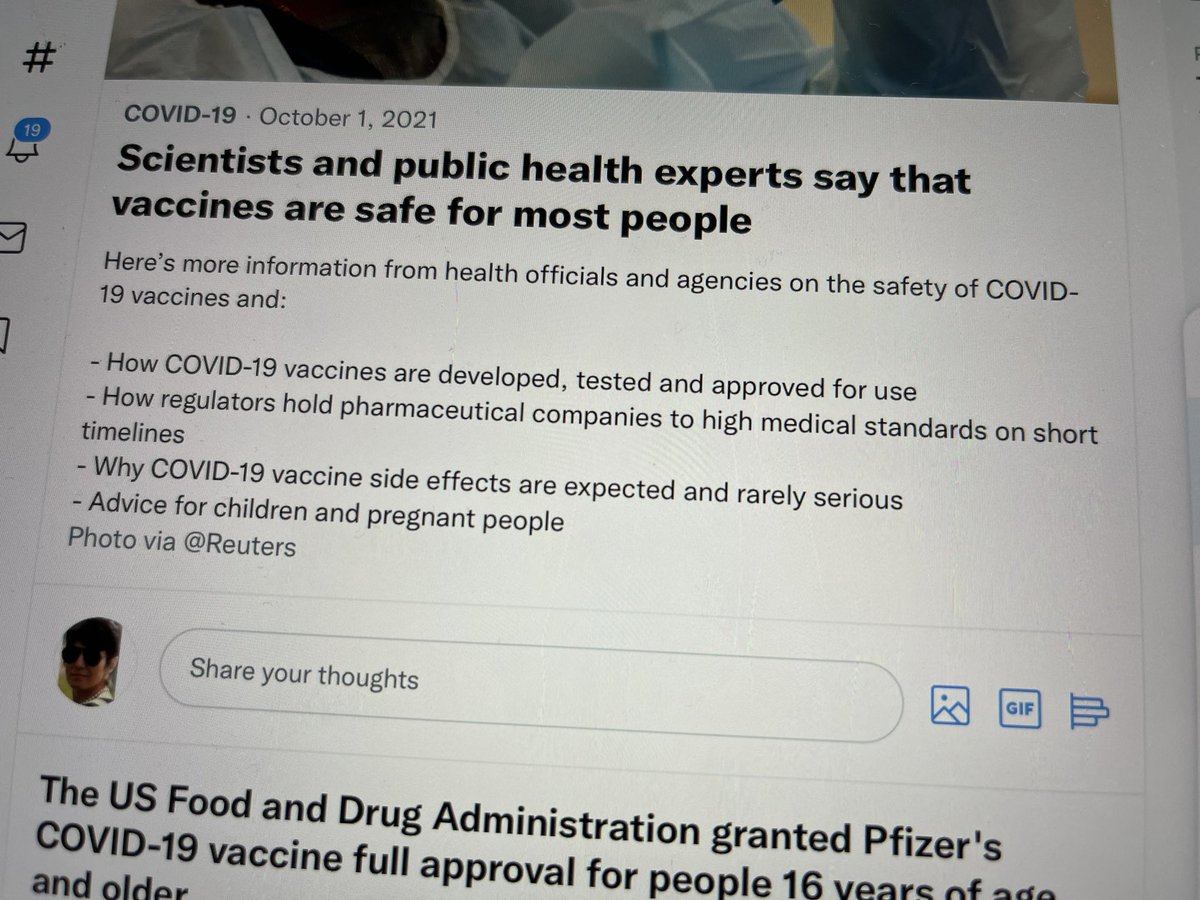 #
19
COVID-19 · October 1, 2021
Scientists and public health experts say that
vaccines are safe for most people
Here's more information from health officials and agencies on the safety of COVID-
19 vaccines and:
- How COVID-19 vaccines are developed, tested and approved for use
- How regulators hold pharmaceutical companies to high medical standards on short
timelines
- Why COVID-19 vaccine side effects are expected and rarely serious
- Advice for children and pregnant people
Photo via @Reuters
Share your thoughts
GIF
The US Food and Drug Administration granted Pfizer's
COVID-19 vaccine full approval for people 16 years of age
and older